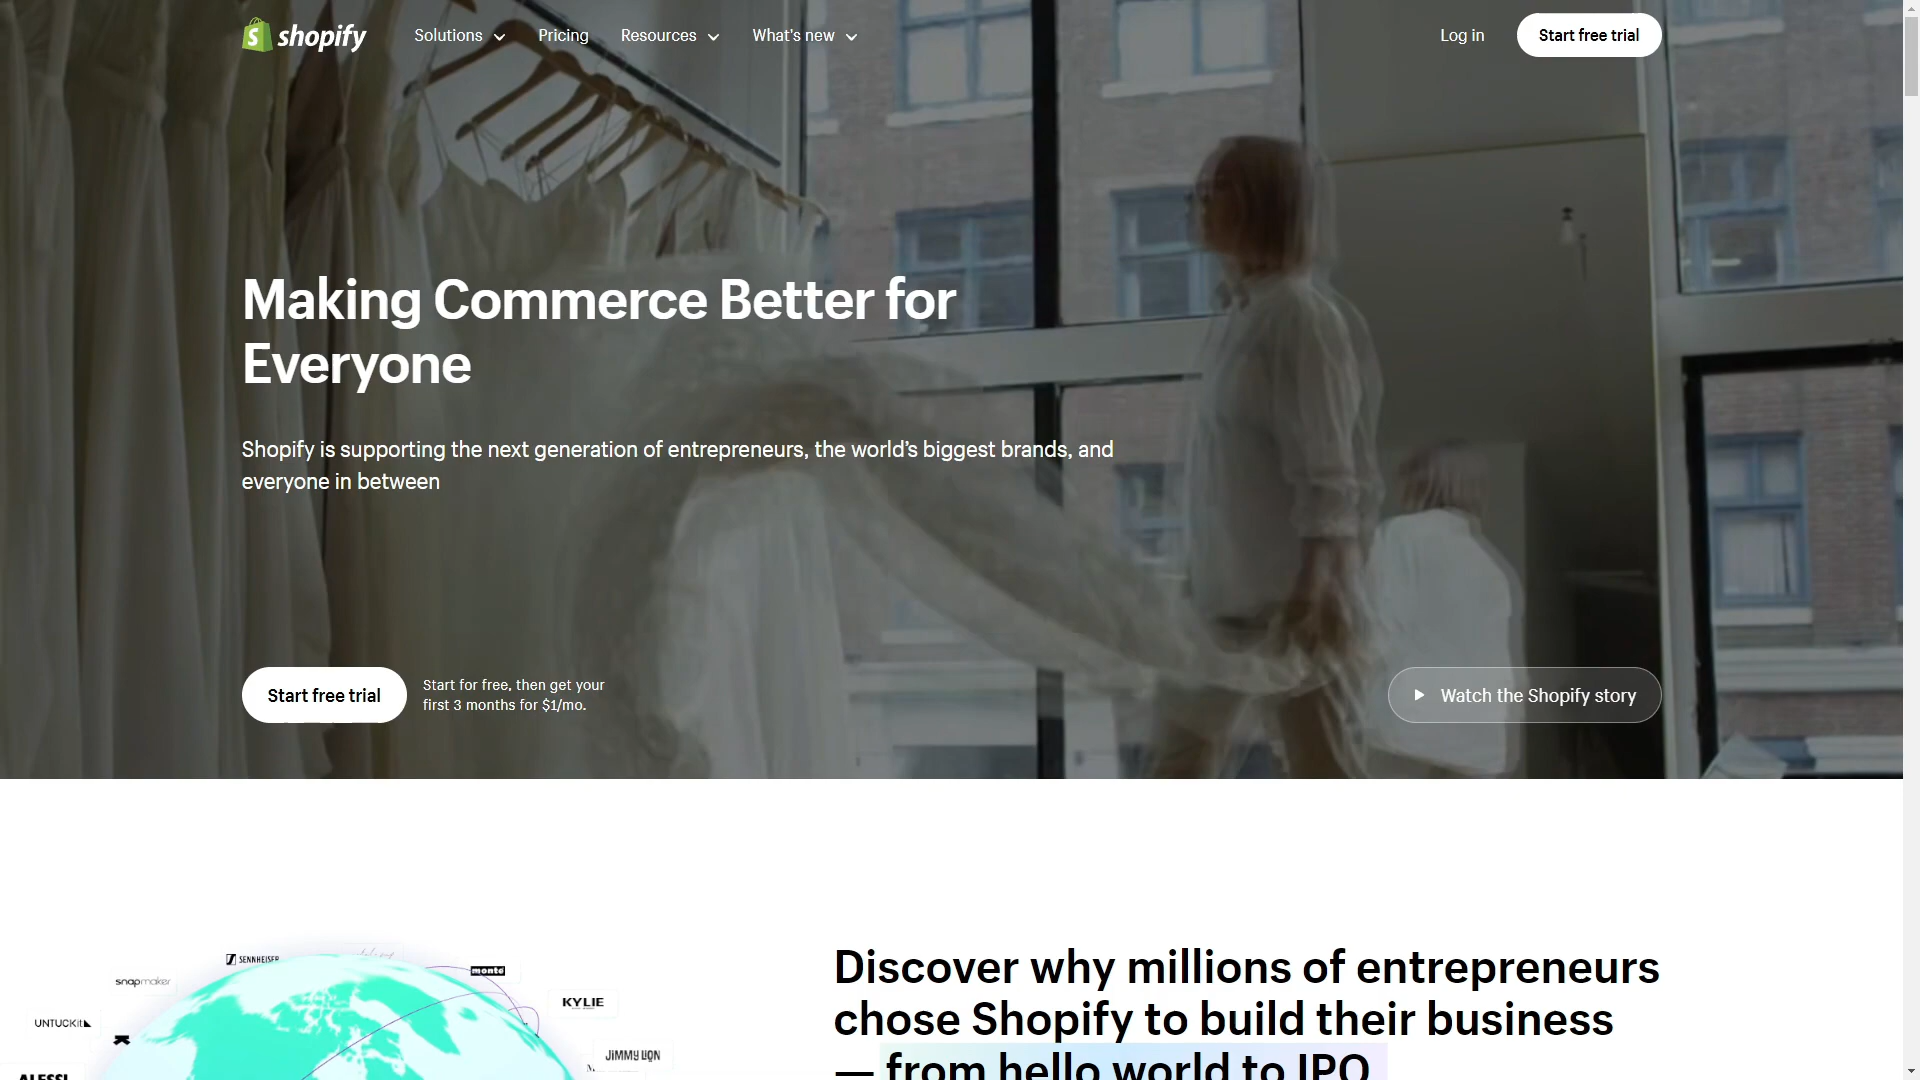 shopify
Solutions
Pricing
Resources
What's new
Log in
Start free trial
Making Commerce Better for
Everyone
Shopify is supporting the next generation of entrepreneurs, the world’s biggest brands, and
everyone in between
Start free trial
Start for free, then get your
first 3 months for $1/mo.
Watch the Shopify story
SENNHEISER
monte
snapmaker
KYLIE
UNTUCKit
JIMMY LION
ALESSI
Discover why millions of entrepreneurs
chose Shopify to build their business
— from hello world to IPO